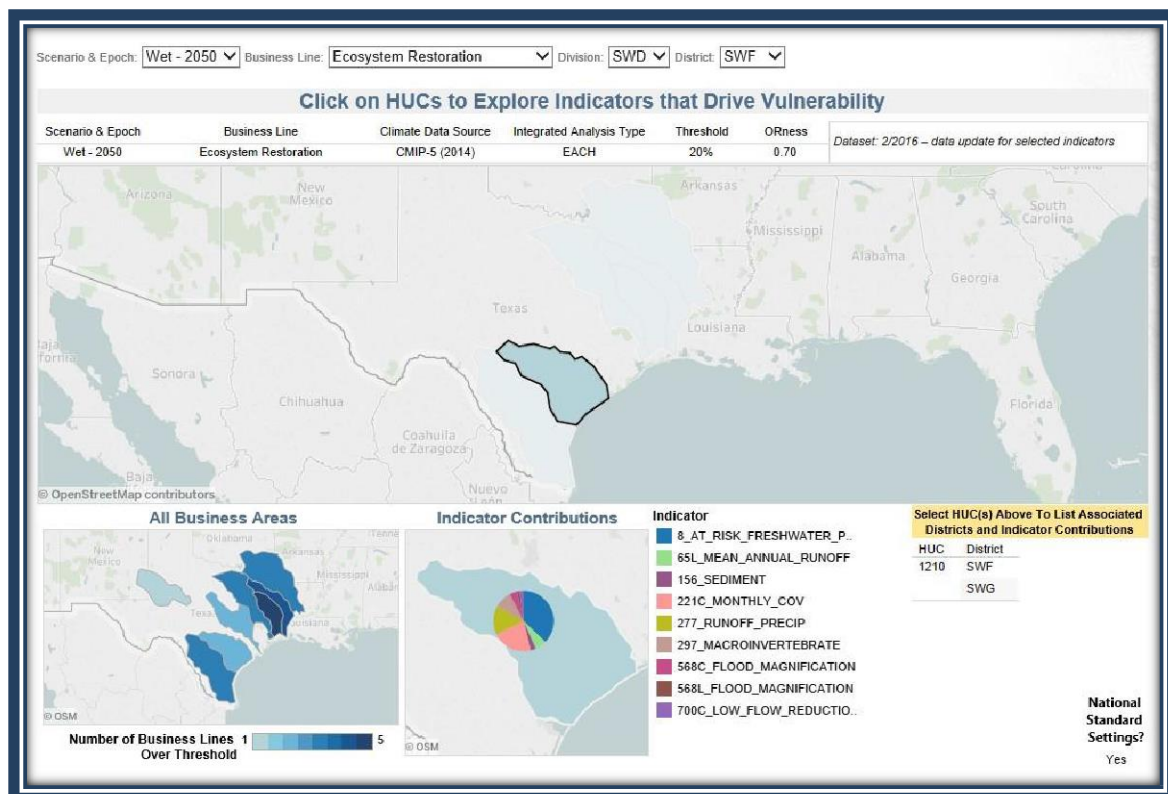 Scenario & Epoch: Wet - 2050 Business Line: Ecosystem Restoration Division: SWD District: SWF
Click on HUCs to Explore Indicators that Drive Vulnerability
Scenario & Epoch Business Line Climate Data Source Integrated Analysis Type Threshold ORness
Wet - 2050 Ecosystem Restoration CMIP-5 (2014) EACH 20% 0.70
Dataset: 2/2016 – data update for selected indicators
Arizona
New
Mexico
Arkansas
South
Carolina
Mississippi
Alabama
Georgia
Texas
Louisiana
Sonora
Chihuahua
Coahuila
de Zaragoza
Florida
Baja
Nuevo
© OpenStreetMap contributors
All Business Areas
Oklahoma
New
Mexico
Arkansas
Mississippi
© OSM
Number of Business Lines
Over Threshold
1 5
Indicator Contributions
© OSM
Indicator
8_AT_RISK_FRESHWATER_P..
65L_MEAN_ANNUAL_RUNOFF
156_SEDIMENT
221C_MONTHLY_COV
277_RUNOFF_PRECIP
297_MACROINVERTEBRATE
568C_FLOOD_MAGNIFICATION
568L_FLOOD_MAGNIFICATION
700C_LOW_FLOW_REDUCTIO..
Select HUC(s) Above To List Associated
Districts and Indicator Contributions
HUC District
1210 SWF
SWG
National
Standard
Settings?
Yes